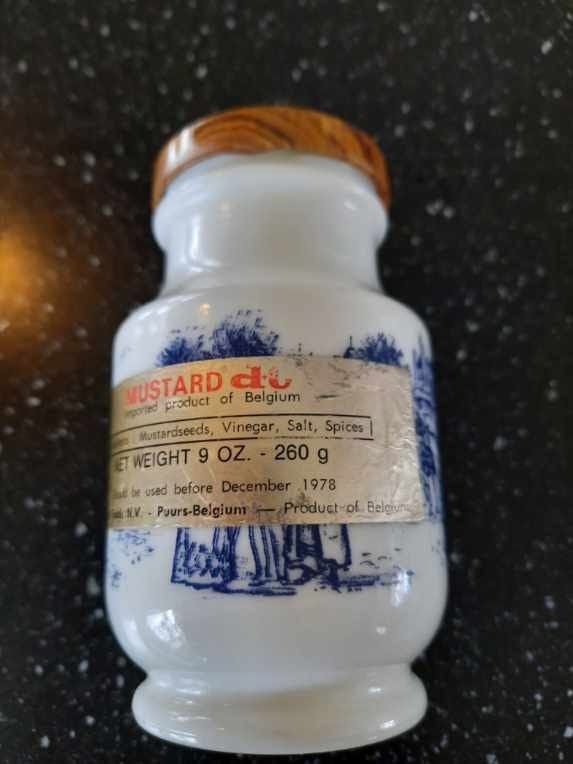 MUSTARD
Imported product of Belgium
Mustardseeds, Vinegar, Salt, Spices
NET WEIGHT 9 OZ. - 260 g
be used before December 1978
N.V. - Puurs-Belgium — Product of Belgium